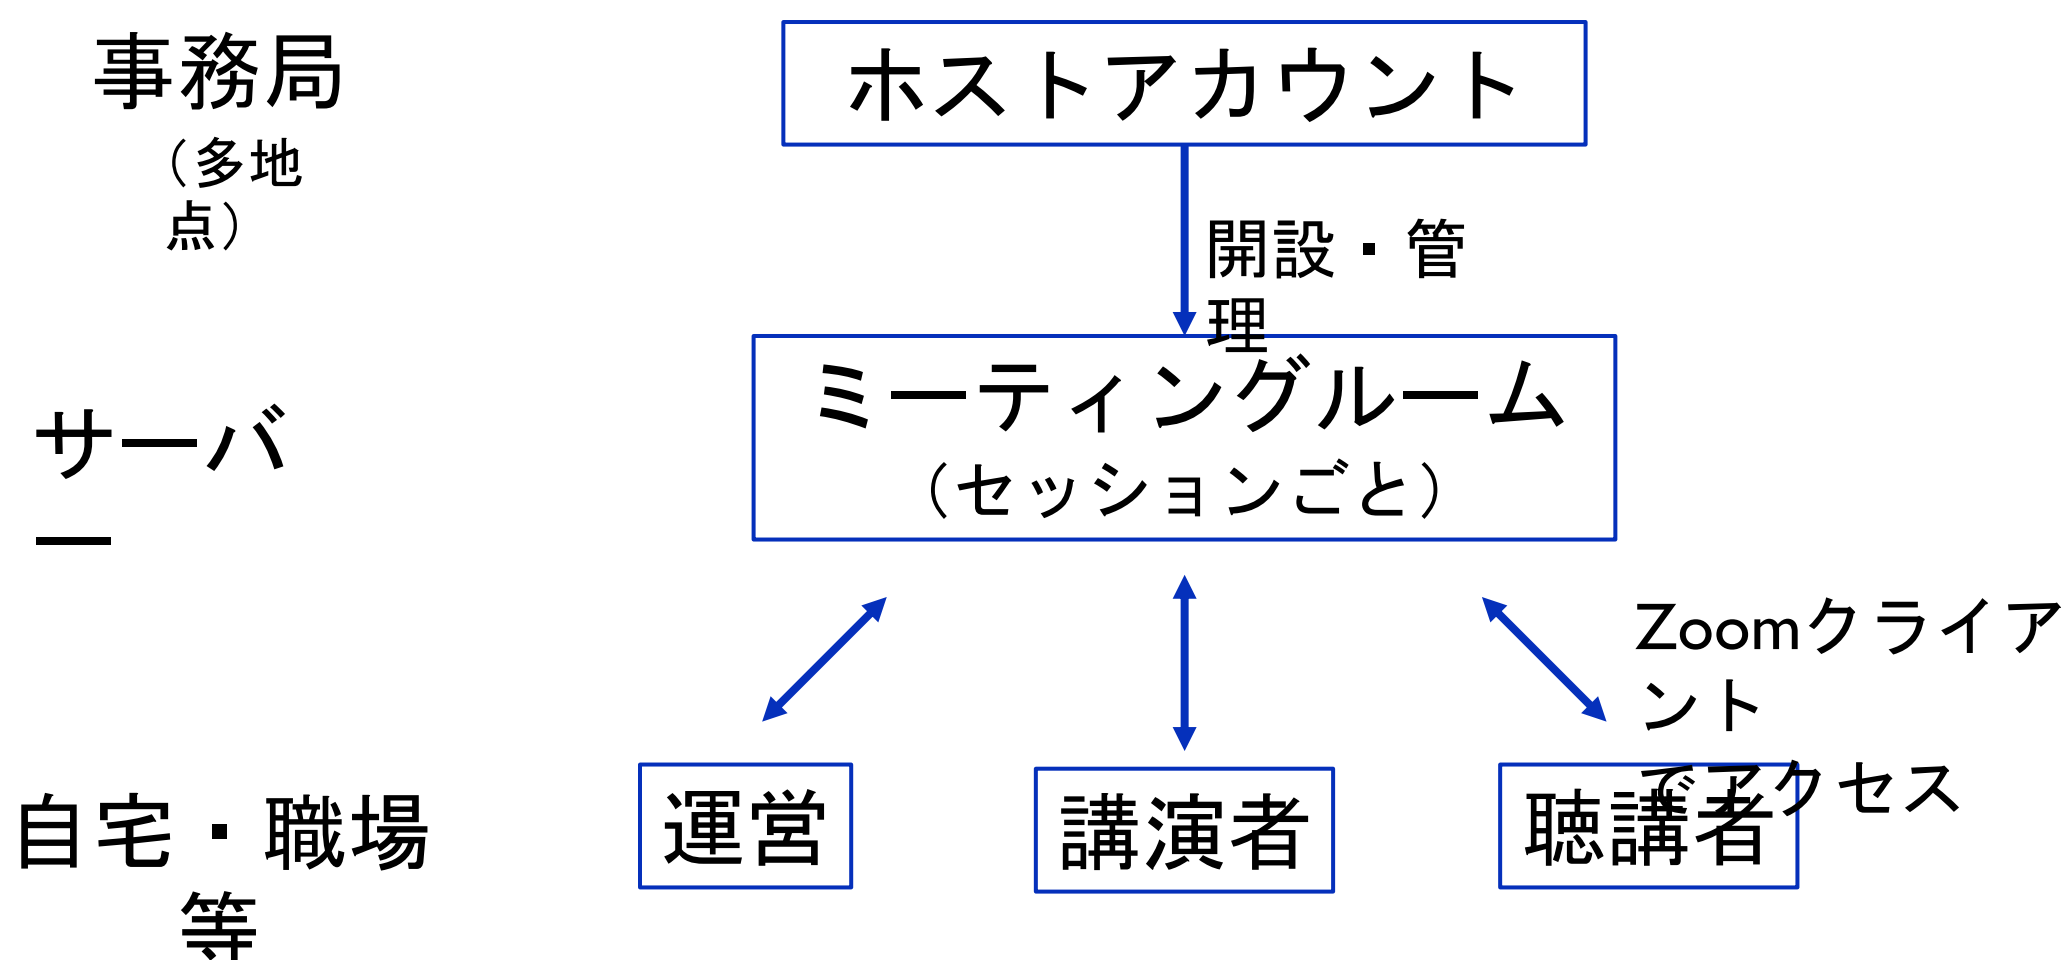 事務局
（多地
点）
ホストアカウント
開設・管
理
サーバ
ー
ミーティングルーム
（セッションごと）
Zoomクライア
ント
でアクセス
自宅・職場
等
運営
講演者
聴講者